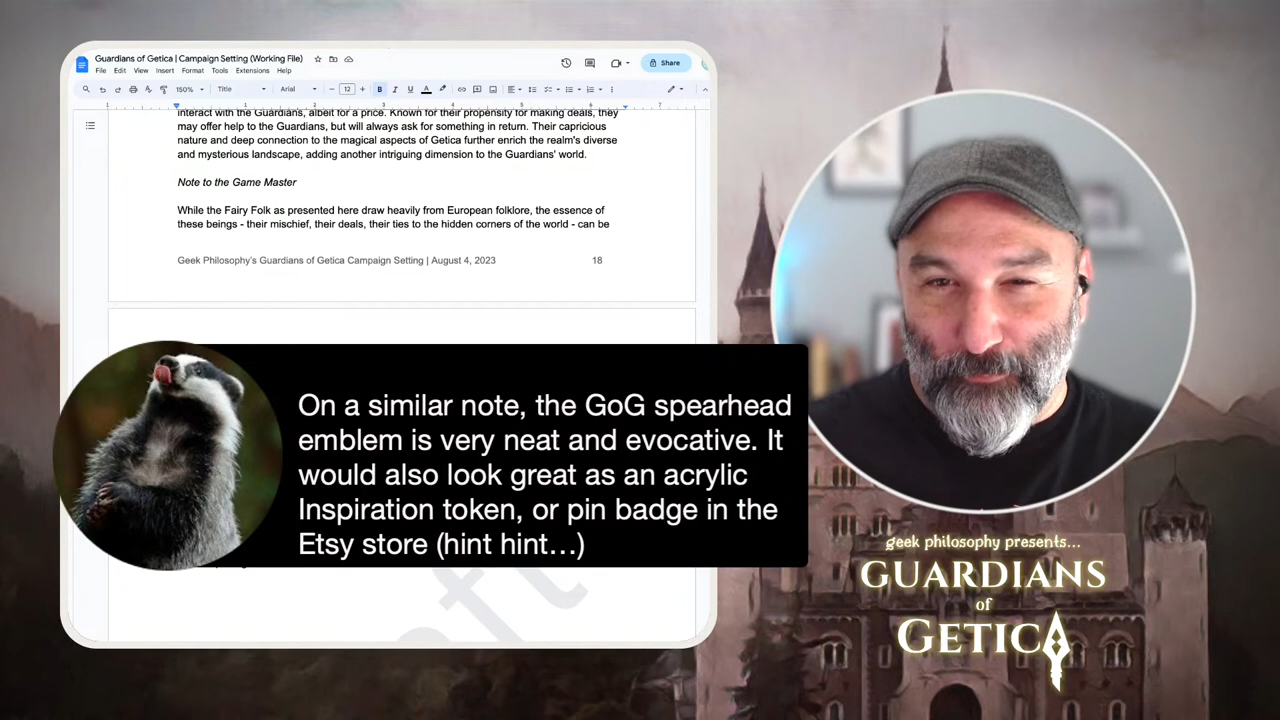 Guardians of Getica | Campaign Setting (Working File)
File Edit View Insert Format Tools Extensions Help
Share
150% Title Arial 12 B I U A
1 1 2 3 4 5 6 7
interact with the Guardians, albeit for a price. Known for their propensity for making deals, they
may offer help to the Guardians, but will always ask for something in return. Their capricious
nature and deep connection to the magical aspects of Getica further enrich the realm's diverse
and mysterious landscape, adding another intriguing dimension to the Guardians' world.
Note to the Game Master
While the Fairy Folk as presented here draw heavily from European folklore, the essence of
these beings - their mischief, their deals, their ties to the hidden corners of the world - can be
Geek Philosophy's Guardians of Getica Campaign Setting | August 4, 2023 18
On a similar note, the GoG spearhead
emblem is very neat and evocative. It
would also look great as an acrylic
Inspiration token, or pin badge in the
Etsy store (hint hint...)
geek philosophy presents...
GUARDIANS
of
GETICA